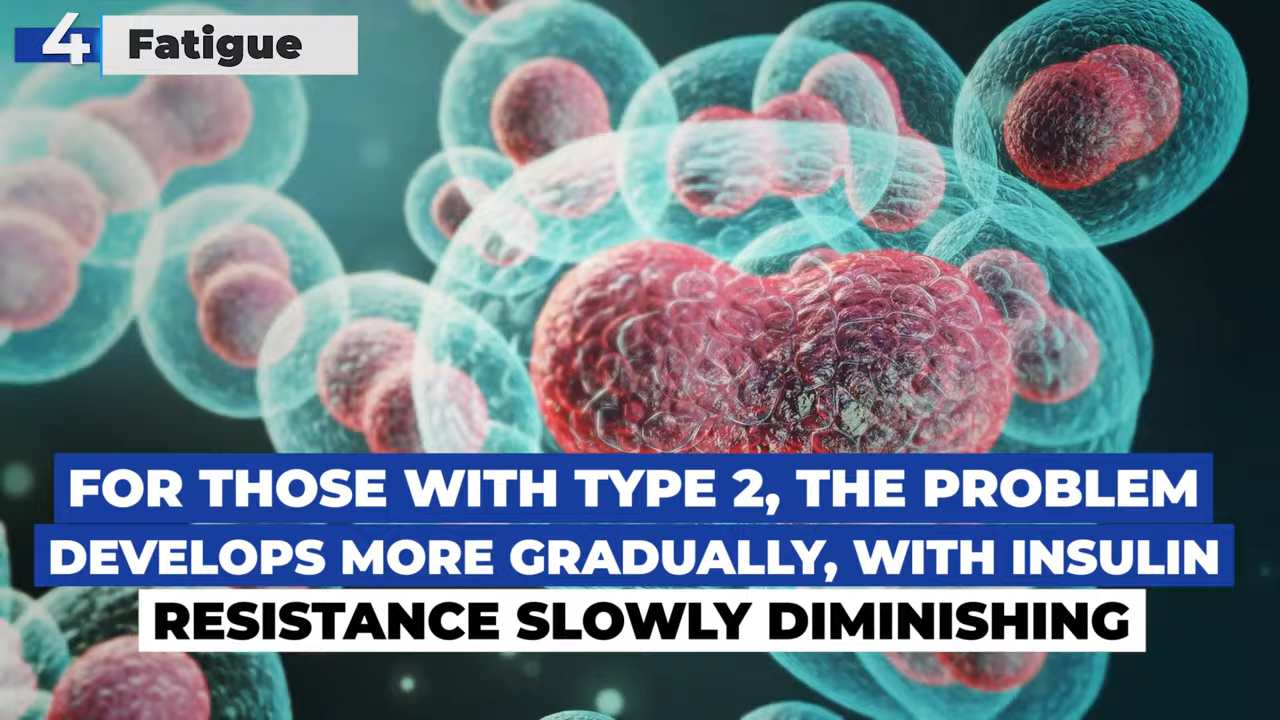 4 Fatigue
FOR THOSE WITH TYPE 2, THE PROBLEM
DEVELOPS MORE GRADUALLY, WITH INSULIN
RESISTANCE SLOWLY DIMINISHING